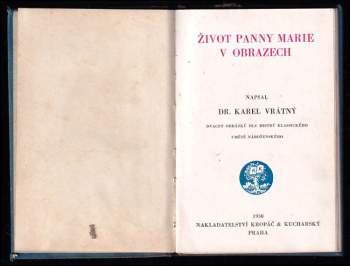 ŽIVOT PANNY MARIE
V OBRAZECH
NAPSAL
DR. KAREL VRÁTNÝ
DVACET OBRÁZKŮ DLE MISTRŮ KLASICKÉHO
UMĚNÍ NÁBOŽENSKÉHO
1930
NAKLADATELSTVÍ KROPÁČ & KUCHARSKÝ
PRAHA